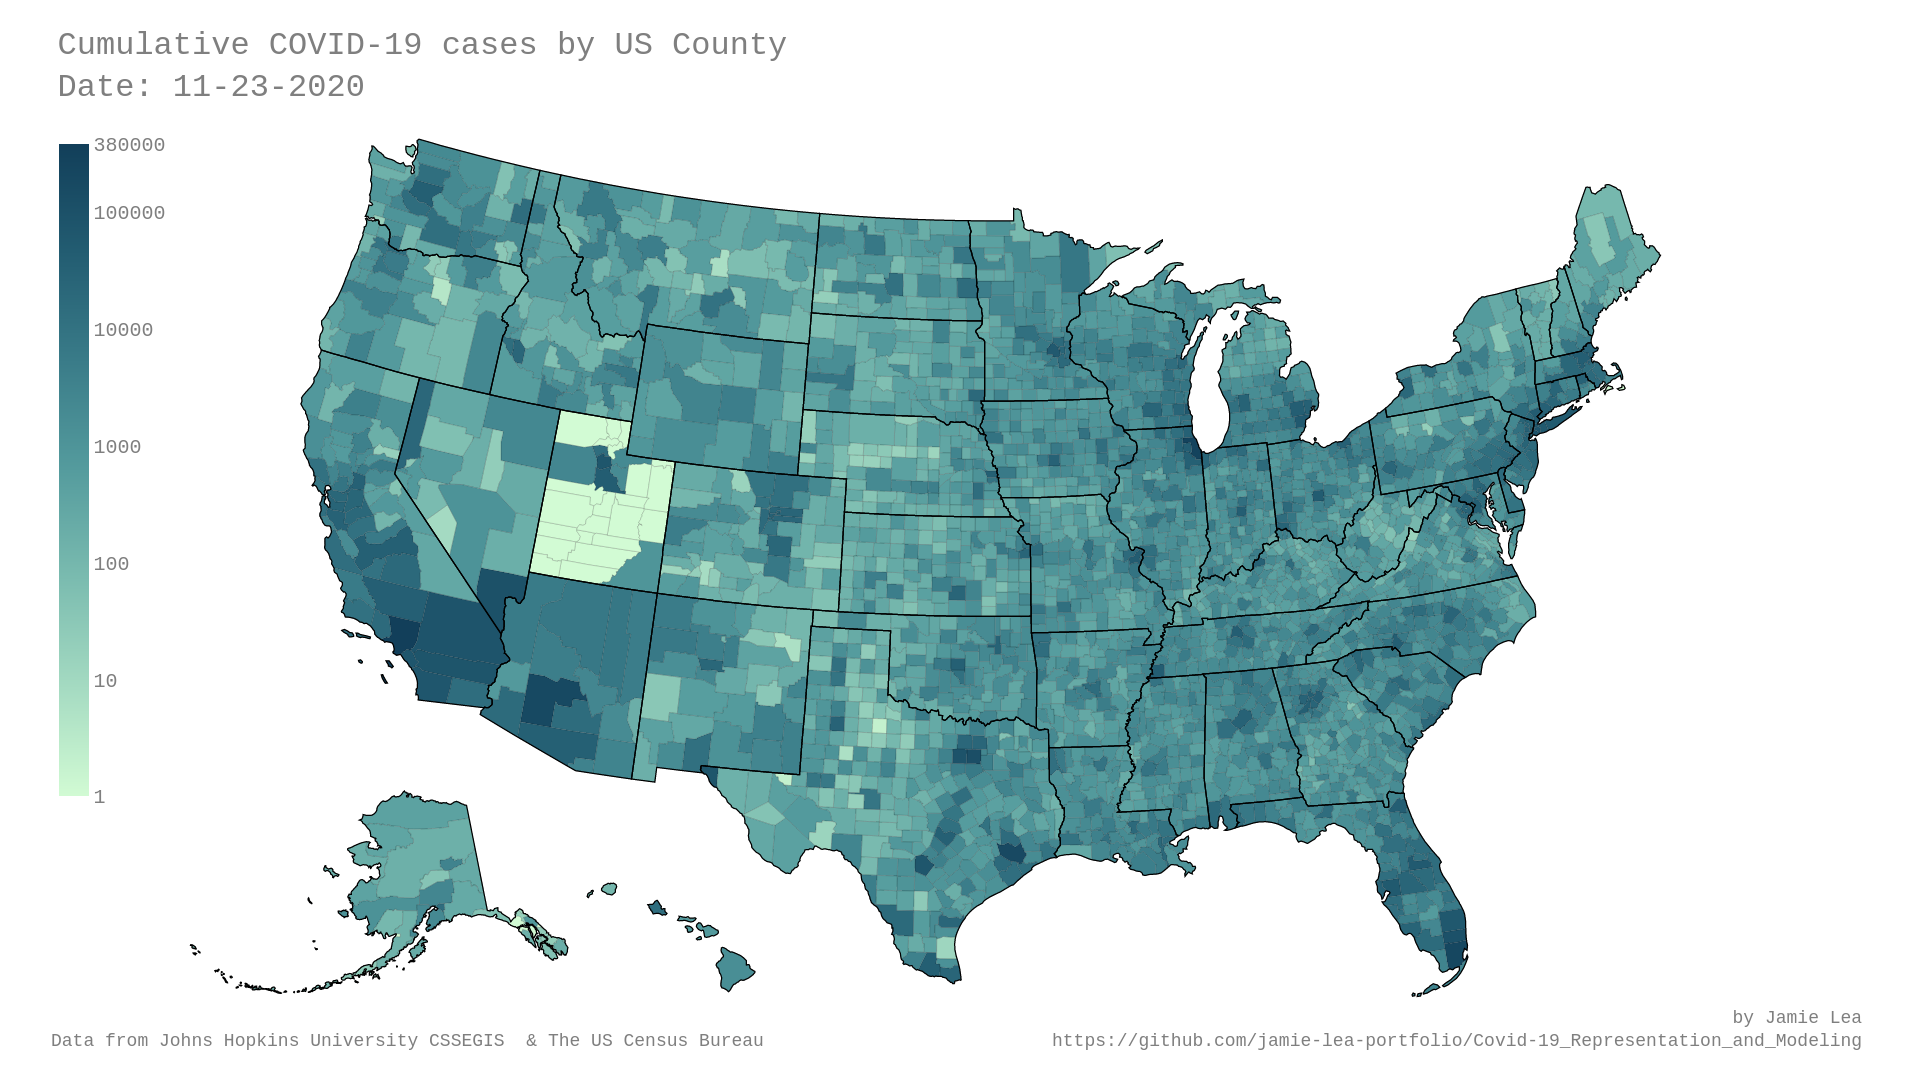 Cumulative COVID-19 cases by US County
Date: 11-23-2020
380000
100000
10000
1000
100
10
1
by Jamie Lea
Data from Johns Hopkins University CSSEGIS  & The US Census Bureau
https://github.com/jamie-lea-portfolio/Covid-19_Representation_and_Modeling